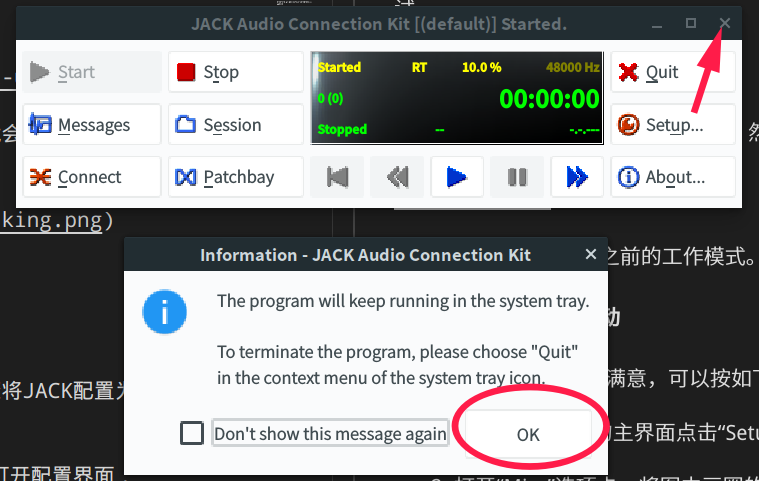 JACK Audio Connection Kit [(default)] Started.
Start
Stop
Started RT 10.0 % 48000 Hz
Quit
0 (0) 00:00:00
Messages
Session
Setup...
Stopped -- -.-.---
Connect
Patchbay
About...
king.png)
Information - JACK Audio Connection Kit
之前的工作模式。
The program will keep running in the system tray.
动
To terminate the program, please choose "Quit"
in the context menu of the system tray icon.
将JACK配置为
满意，可以按如下
Don't show this message again
OK
的主界面点击“Setu
打开配置界面